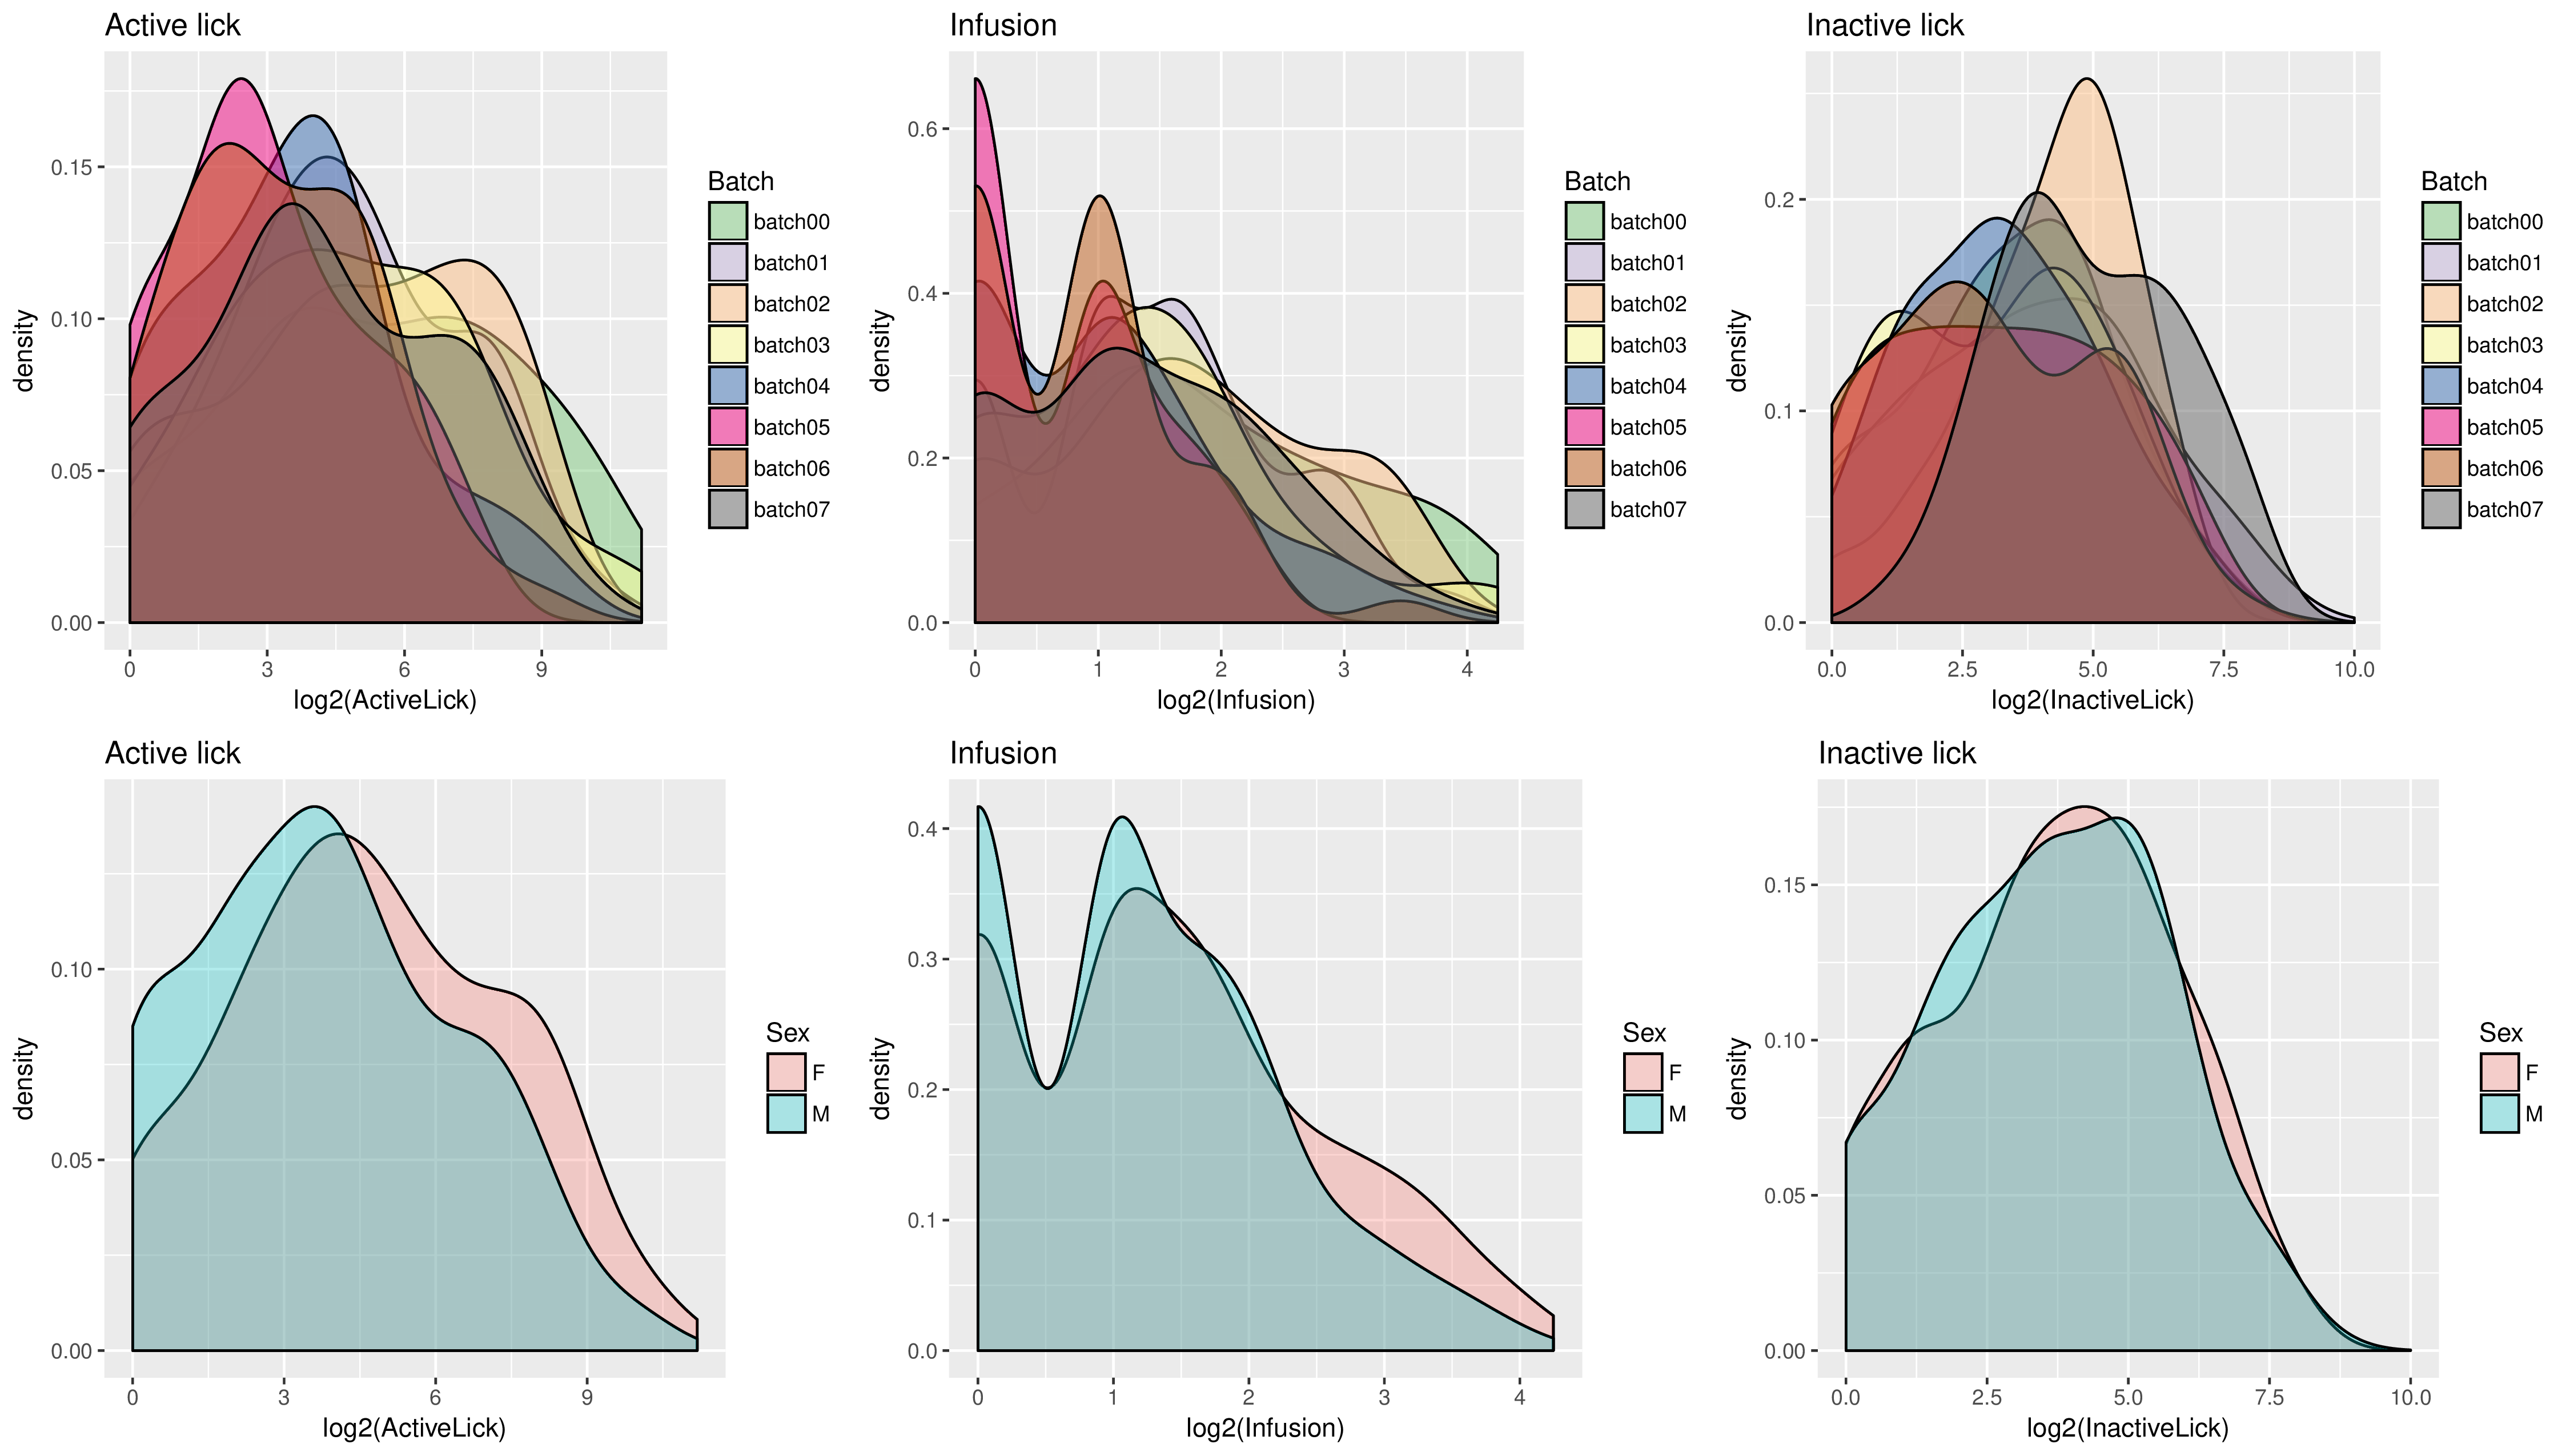 Active lick
density
0.15
0.10
0.05
0.00
0 3 6 9
log2(ActiveLick)
Batch
batch00
batch01
batch02
batch03
batch04
batch05
batch06
batch07
Infusion
density
0.6
0.4
0.2
0.0
0 1 2 3 4
log2(Infusion)
Batch
batch00
batch01
batch02
batch03
batch04
batch05
batch06
batch07
Inactive lick
density
0.2
0.1
0.0
0.0 2.5 5.0 7.5 10.0
log2(InactiveLick)
Batch
batch00
batch01
batch02
batch03
batch04
batch05
batch06
batch07
Active lick
density
0.10
0.05
0.00
0 3 6 9
log2(ActiveLick)
Sex
F
M
Infusion
density
0.4
0.3
0.2
0.1
0.0
0 1 2 3 4
log2(Infusion)
Sex
F
M
Inactive lick
density
0.15
0.10
0.05
0.00
0.0 2.5 5.0 7.5 10.0
log2(InactiveLick)
Sex
F
M